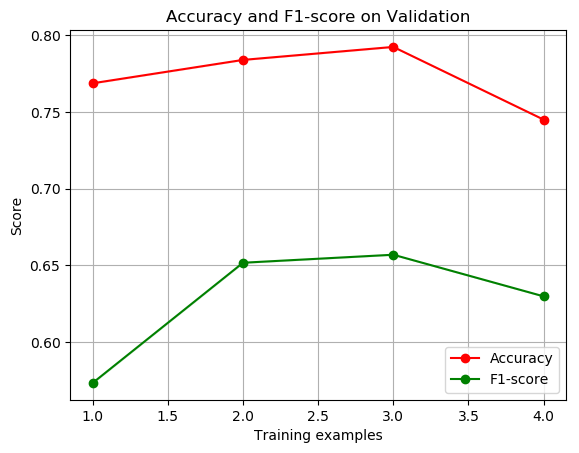 Accuracy and F1-score on Validation
0.80
0.75
0.70
0.65
0.60
Score
Accuracy
F1-score
1.0 1.5 2.0 2.5 3.0 3.5 4.0
Training examples